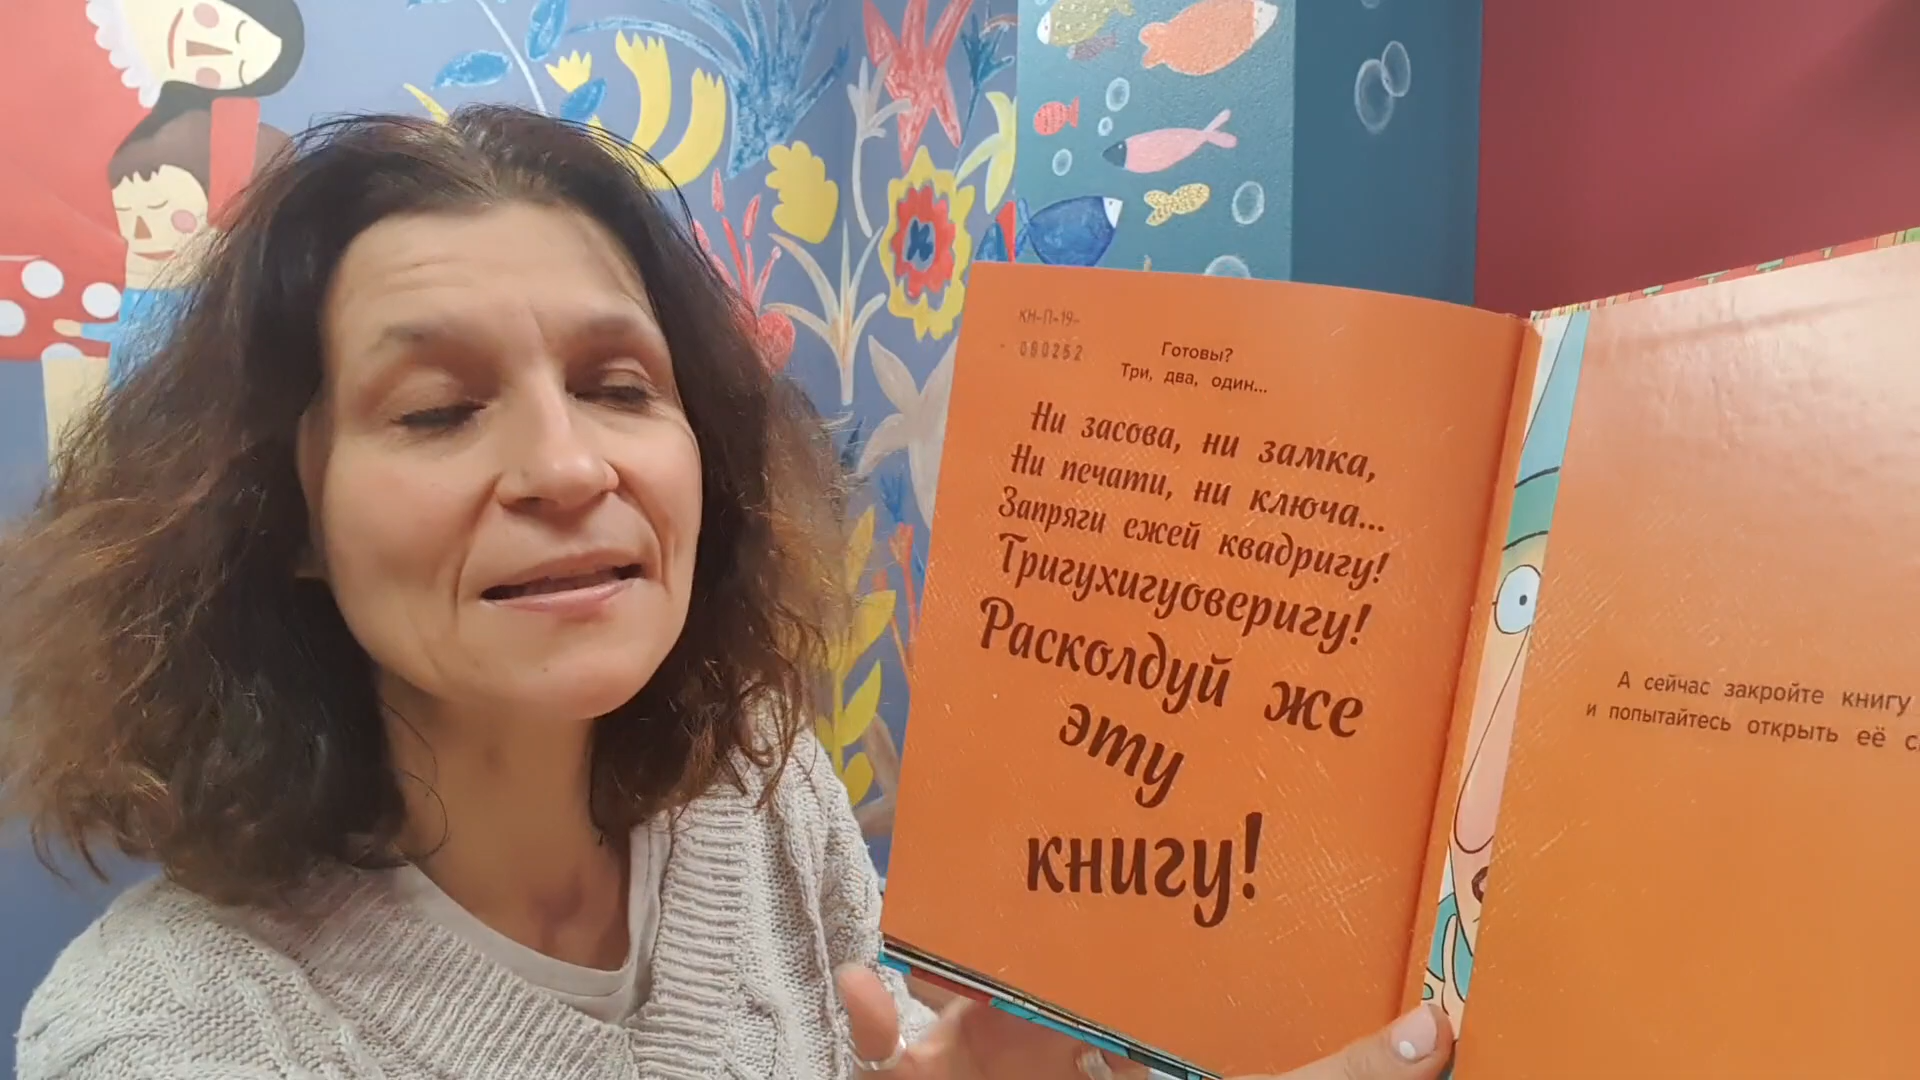 КН-П-19-
- 080252
Готовы?
Три, два, один...
Ни засова, ни замка,
Ни печати, ни ключа...
Запряги ежей квадригу!
Тригухигуоверигу!
Расколдуй же
эту
книгу!
А сейчас закройте книгу
и попытайтесь открыть её